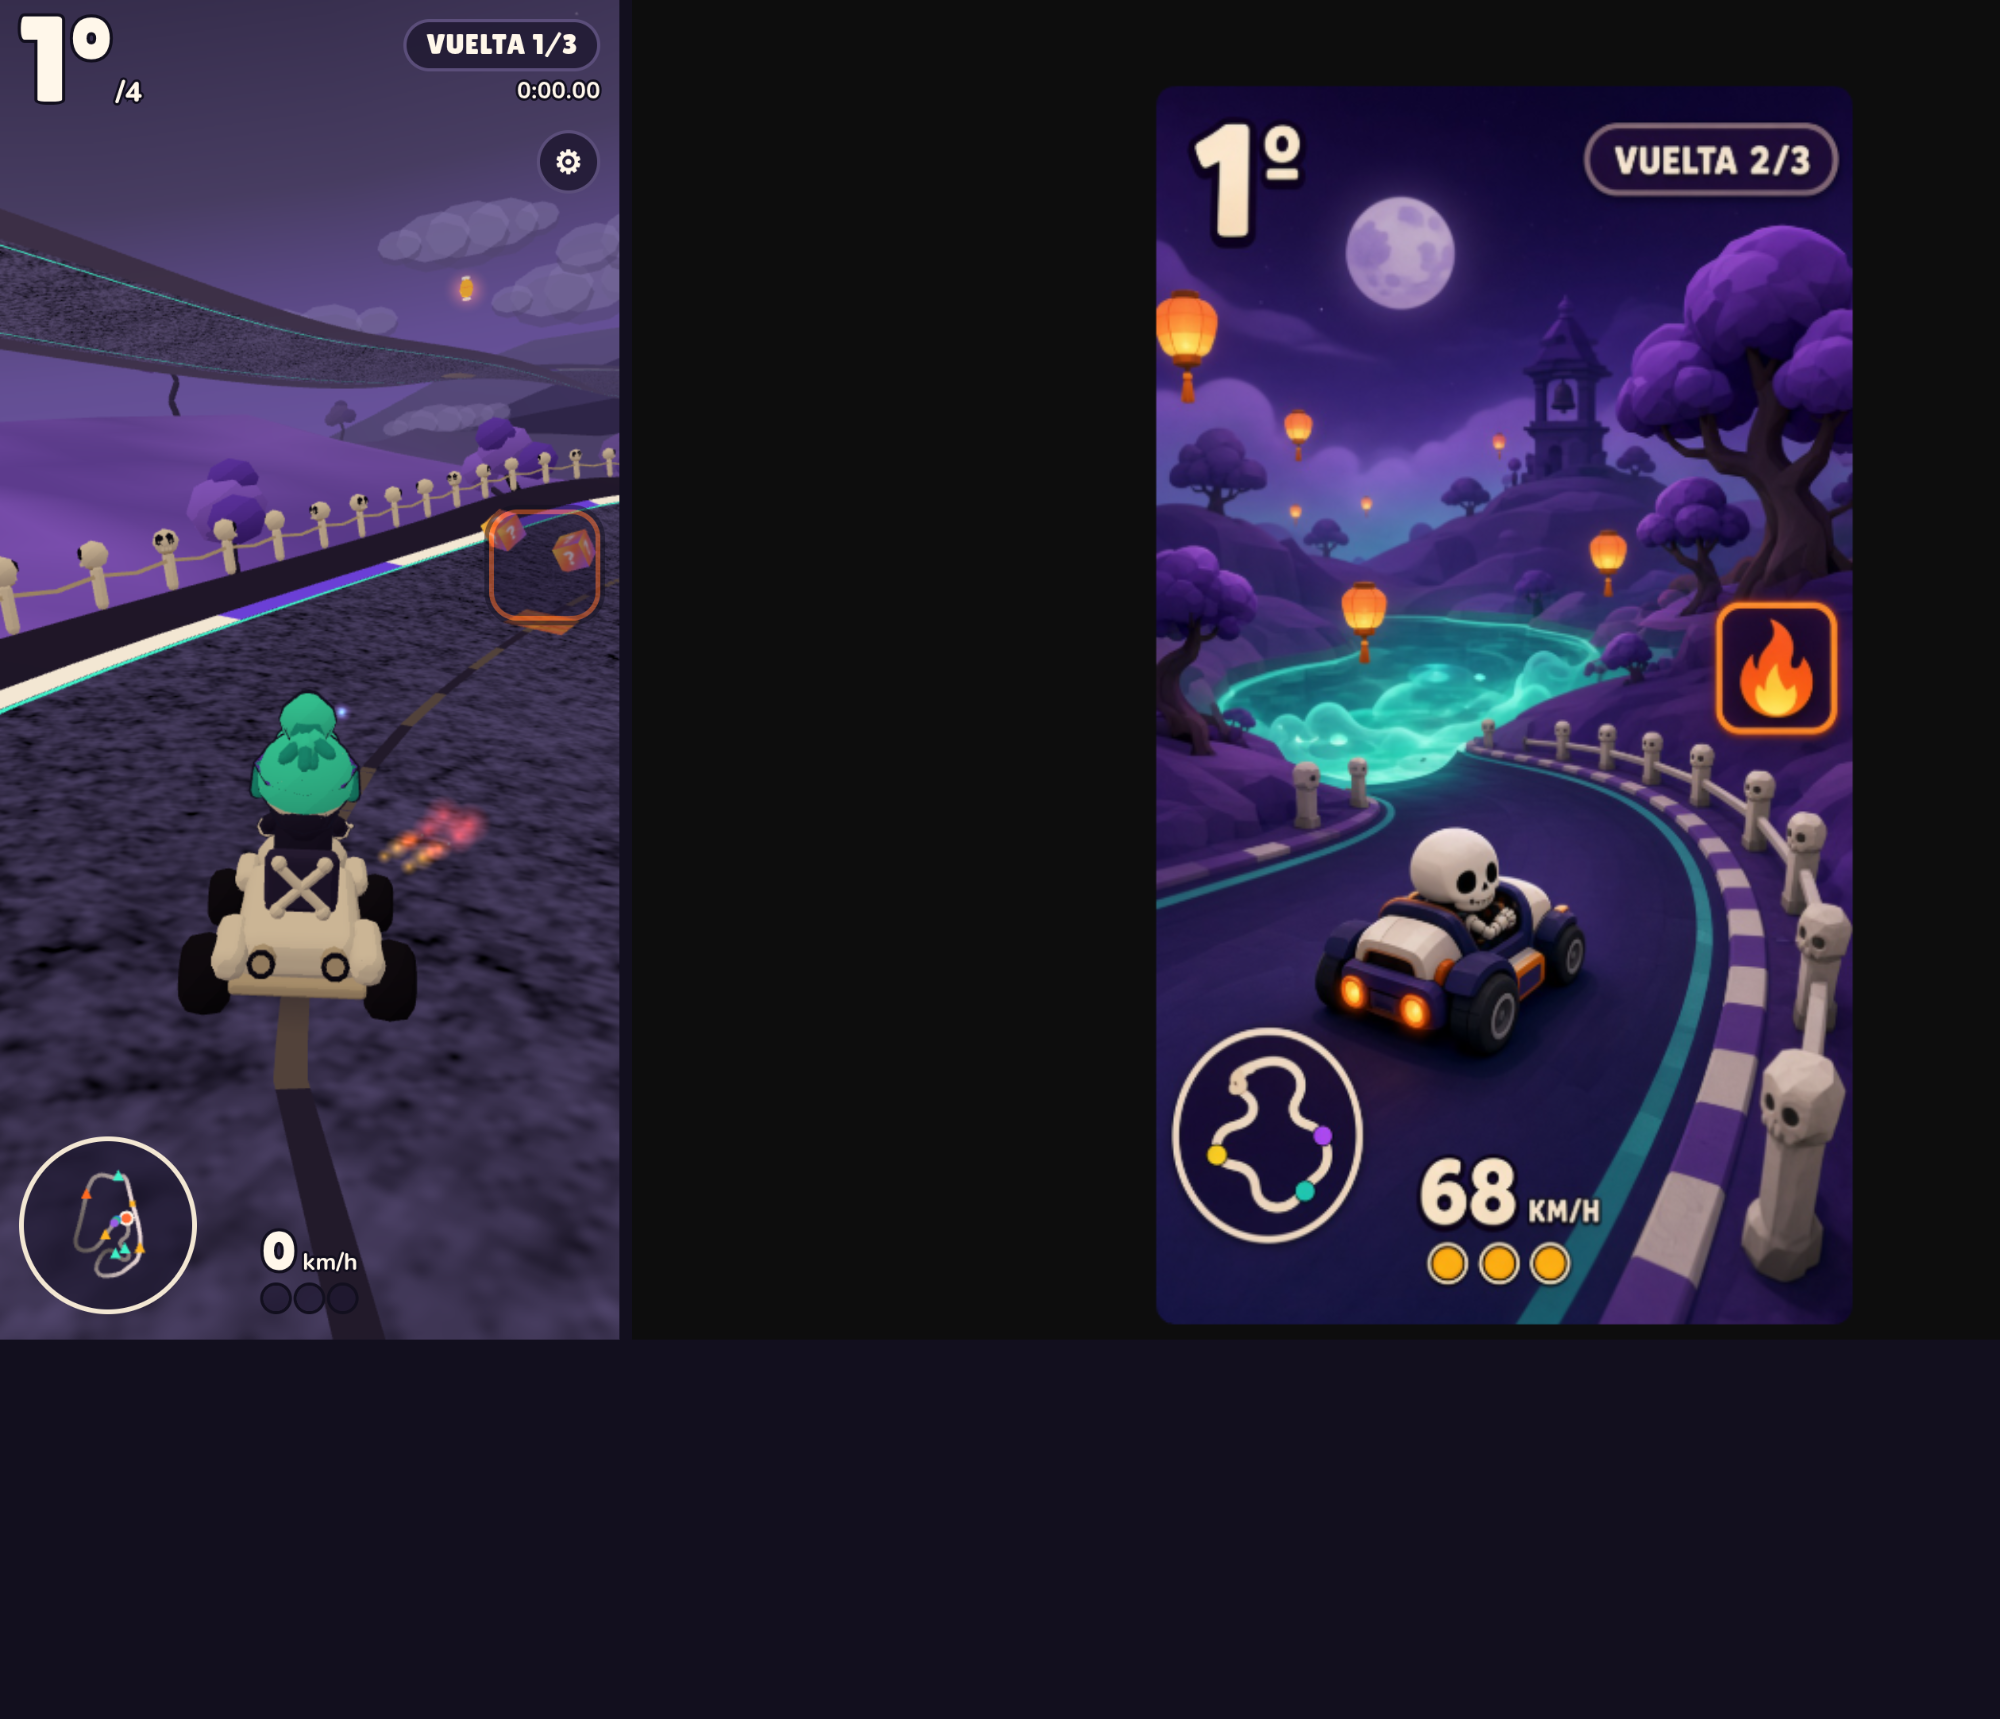 1º
/4
VUELTA 1/3
0:00.00
?
?
0 km/h
1º
VUELTA 2/3
68 KM/H